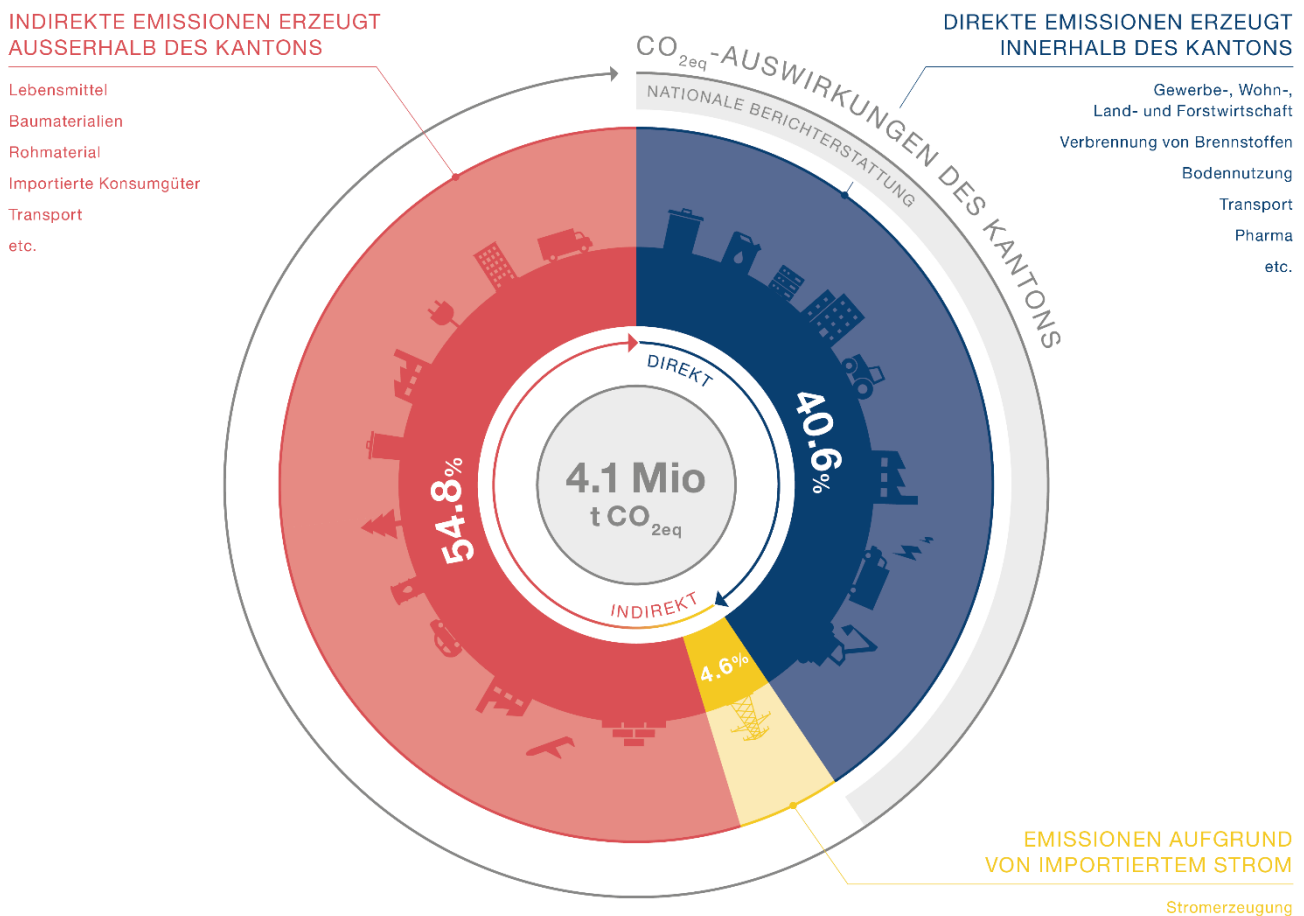 INDIREKTE EMISSIONEN ERZEUGT
AUSSERHALB DES KANTONS
Lebensmittel
Baumaterialien
Rohmaterial
Importierte Konsumgüter
Transport
etc.
DIREKTE EMISSIONEN ERZEUGT
INNERHALB DES KANTONS
Gewerbe-, Wohn-,
Land- und Forstwirtschaft
Verbrennung von Brennstoffen
Bodennutzung
Transport
Pharma
etc.
CO2eq-AUSWIRKUNGEN DES KANTONS
NATIONALE BERICHTERSTATTUNG
DIREKT
40.6%
54.8%
4.1 Mio
t CO2eq
INDIREKT
4.6%
EMISSIONEN AUFGRUND
VON IMPORTIERTEM STROM
Stromerzeugung